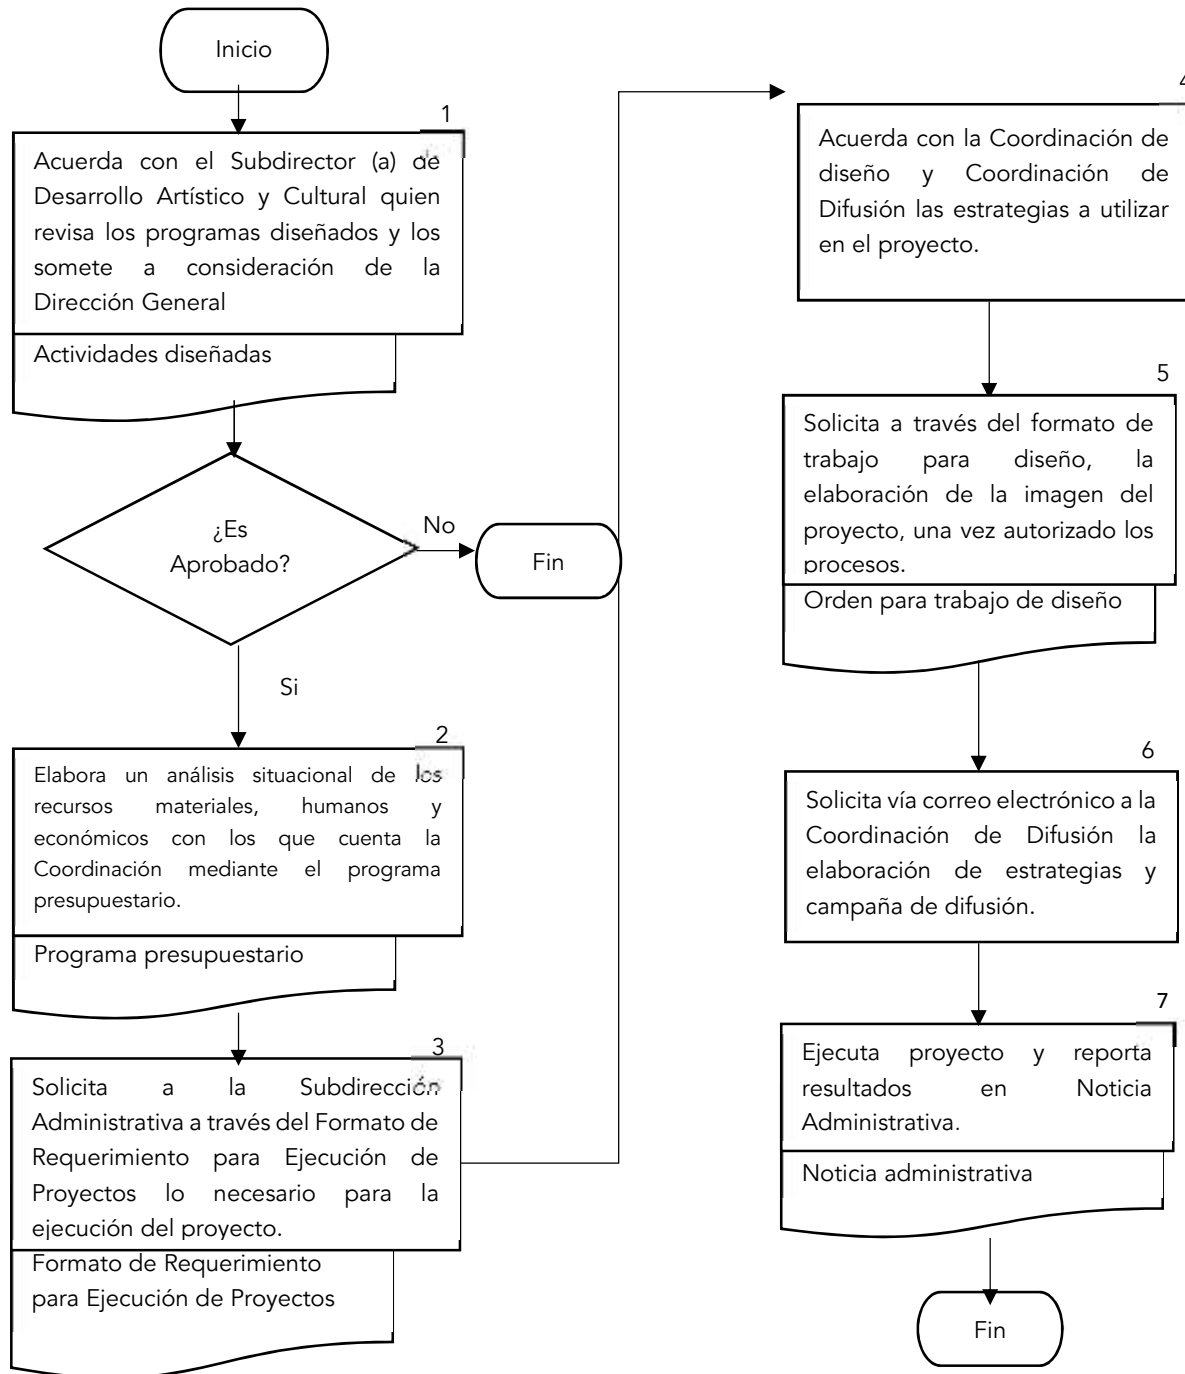 Inicio
1
Acuerda con el Subdirector (a) de
Desarrollo Artístico y Cultural quien
revisa los programas diseñados y los
somete a consideración de la
Dirección General
Actividades diseñadas
¿Es
Aprobado?
No
Fin
Si
2
Elabora un análisis situacional de los
recursos materiales, humanos y
económicos con los que cuenta la
Coordinación mediante el programa
presupuestario.
Programa presupuestario
3
Solicita a la Subdirección
Administrativa a través del Formato de
Requerimiento para Ejecución de
Proyectos lo necesario para la
ejecución del proyecto.
Formato de Requerimiento
para Ejecución de Proyectos
4
Acuerda con la Coordinación de
diseño y Coordinación de
Difusión las estrategias a utilizar
en el proyecto.
5
Solicita a través del formato de
trabajo para diseño, la
elaboración de la imagen del
proyecto, una vez autorizado los
procesos.
Orden para trabajo de diseño
6
Solicita vía correo electrónico a la
Coordinación de Difusión la
elaboración de estrategias y
campaña de difusión.
7
Ejecuta proyecto y reporta
resultados en Noticia
Administrativa.
Noticia administrativa
Fin